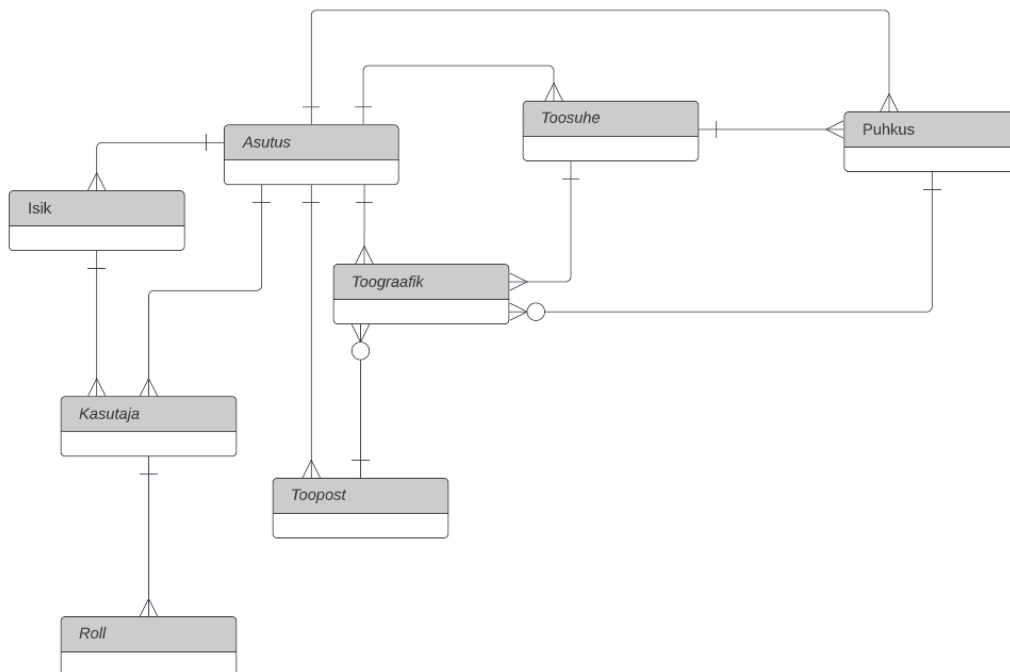 Toosuhe
Puhkus
Asutus
Isik
Toograafik
Kasutaja
Toopost
Roll